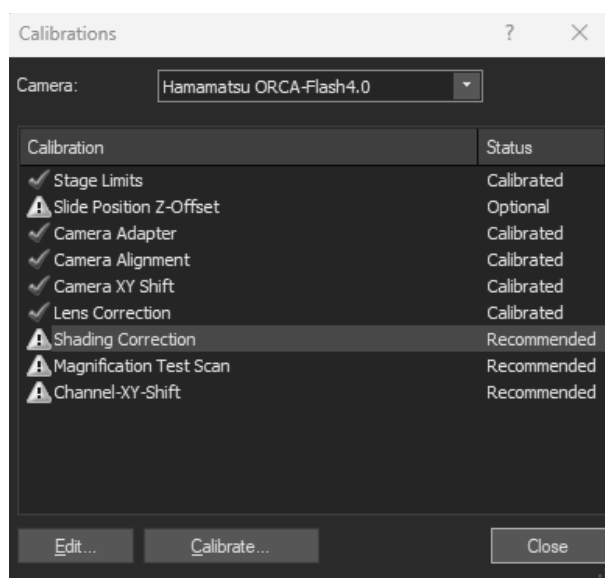 Calibrations ?
Camera: Hamamatsu ORCA-Flash4.0
Calibration Status
Stage Limits Calibrated
Slide Position Z-Offset Optional
Camera Adapter Calibrated
Camera Alignment Calibrated
Camera XY Shift Calibrated
Lens Correction Calibrated
Shading Correction Recommended
Magnification Test Scan Recommended
Channel-XY-Shift Recommended
Edit... Calibrate... Close